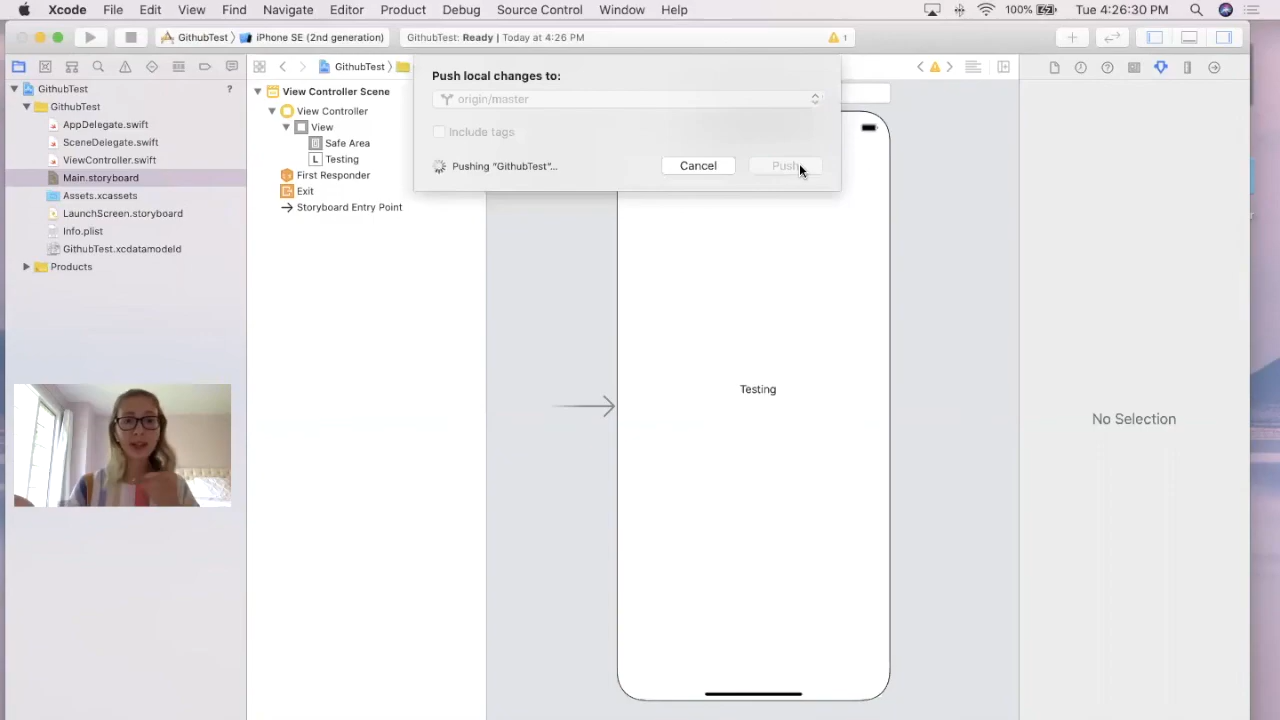 Xcode File Edit View Find Navigate Editor Product Debug Source Control Window Help 100% Tue 4:26:30 PM
GithubTest iPhone SE (2nd generation) GithubTest: Ready | Today at 4:26 PM 1
GithubTest
Push local changes to:
origin/master
Include tags
Pushing "GithubTest"...
Cancel
Push
GithubTest ?
GithubTest
AppDelegate.swift
SceneDelegate.swift
ViewController.swift
Main.storyboard
Assets.xcassets
LaunchScreen.storyboard
Info.plist
GithubTest.xcdatamodeld
Products
View Controller Scene
View Controller
View
Safe Area
L Testing
First Responder
Exit
Storyboard Entry Point
Testing
No Selection